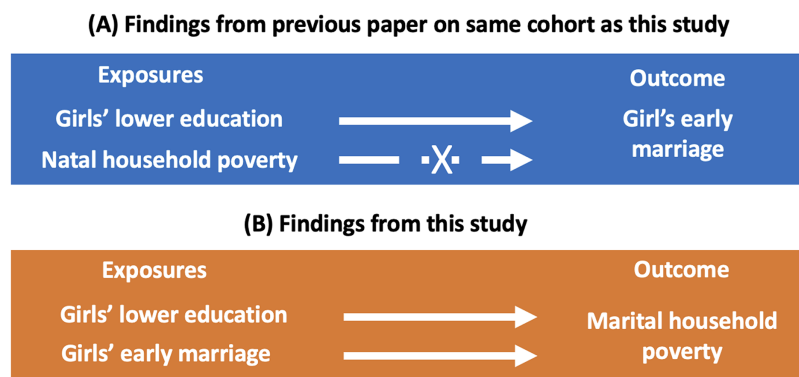 (A) Findings from previous paper on same cohort as this study
Exposures
Outcome
Girls’ lower education
Girl’s early
marriage
Natal household poverty
X
(B) Findings from this study
Exposures
Outcome
Girls’ lower education
Girls’ early marriage
Marital household
poverty